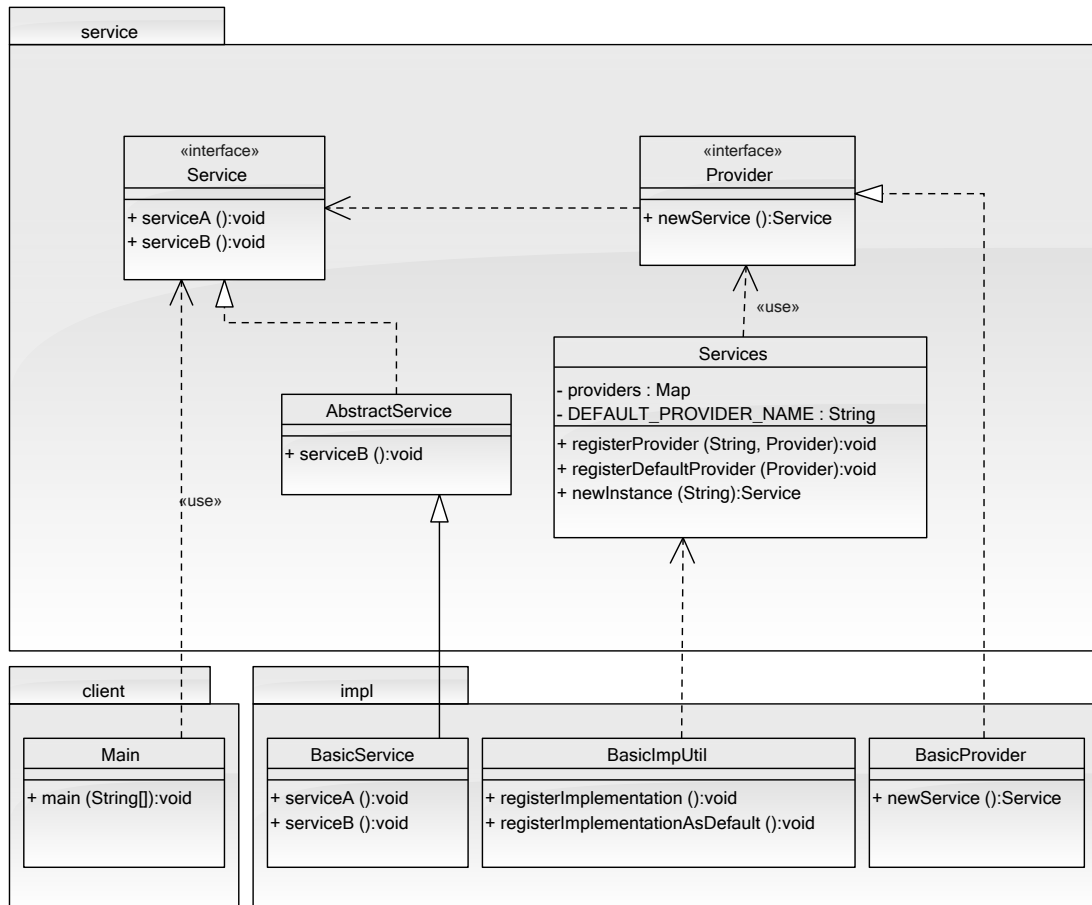 service
«interface»
Service
+ serviceA ():void
+ serviceB ():void
«interface»
Provider
+ newService ():Service
«use»
Services
- providers : Map
- DEFAULT_PROVIDER_NAME : String
+ registerProvider (String, Provider):void
+ registerDefaultProvider (Provider):void
+ newInstance (String):Service
AbstractService
+ serviceB ():void
«use»
client
Main
+ main (String[]):void
impl
BasicService
+ serviceA ():void
+ serviceB ():void
BasicImpUtil
+ registerImplementation ():void
+ registerImplementationAsDefault ():void
BasicProvider
+ newService ():Service